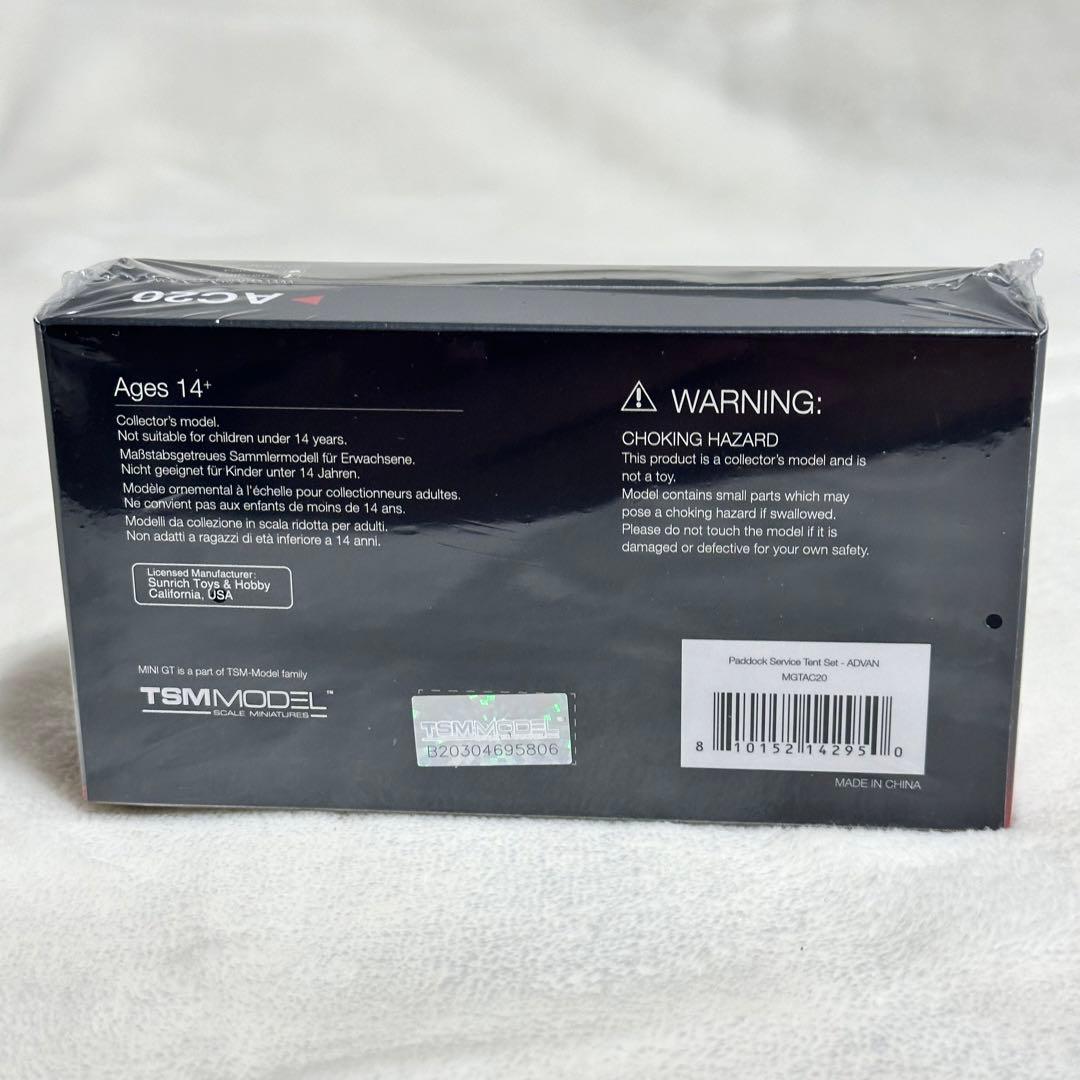 AC20
Ages 14+
Collector's model.
Not suitable for children under 14 years.
Maßstabsgetreues Sammlermodell für Erwachsene.
Nicht geeignet für Kinder unter 14 Jahren.
Modèle ornemental à l'échelle pour collectionneurs adultes.
Ne convient pas aux enfants de moins de 14 ans.
Modelli da collezione in scala ridotta per adulti.
Non adatti a ragazzi di età inferiore a 14 anni.
Licensed Manufacturer:
Sunrich Toys & Hobby
California, USA
MINI GT is a part of TSM-Model family
TSMMODEL™
SCALE MINIATURES
TSMMODEL
B20304695806
WARNING:
CHOKING HAZARD
This product is a collector's model and is
not a toy.
Model contains small parts which may
pose a choking hazard if swallowed.
Please do not touch the model if it is
damaged or defective for your own safety.
Paddock Service Tent Set - ADVAN
MGTAC20
8 10152 14295 0
MADE IN CHINA